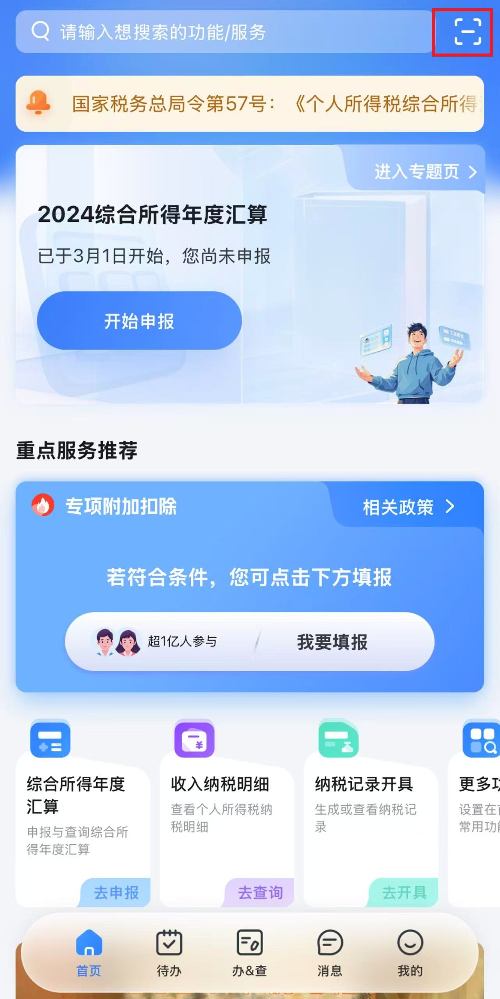 请输入想搜索的功能/服务
国家税务总局令第57号：《个人所得税综合所得
进入专题页
2024综合所得年度汇算
已于3月1日开始，您尚未申报
开始申报
重点服务推荐
专项附加扣除
相关政策
若符合条件，您可点击下方填报
超1亿人参与
我要填报
综合所得年度
汇算
申报与查询综合所
得年度汇算
去申报
收入纳税明细
查看个人所得税纳
税明细
去查询
纳税记录开具
生成或查看纳税记
录
去开具
更多
设置在
常用功
首页
待办
办&查
消息
我的